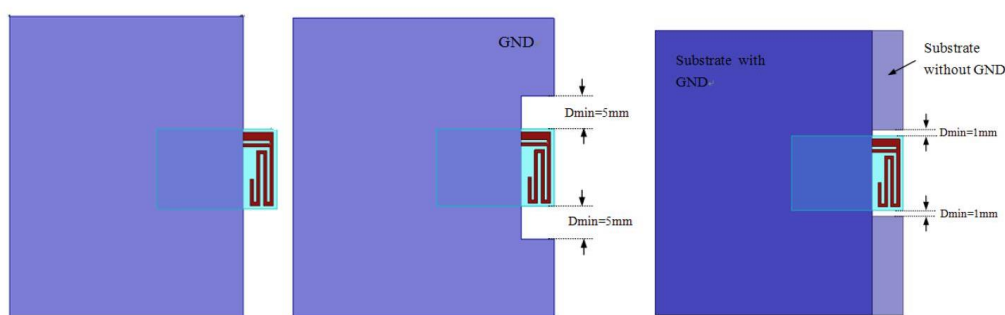 GND
Dmin=5mm
Dmin=5mm
Substrate with
GND
Substrate
without GND
Dmin=1mm
Dmin=1mm